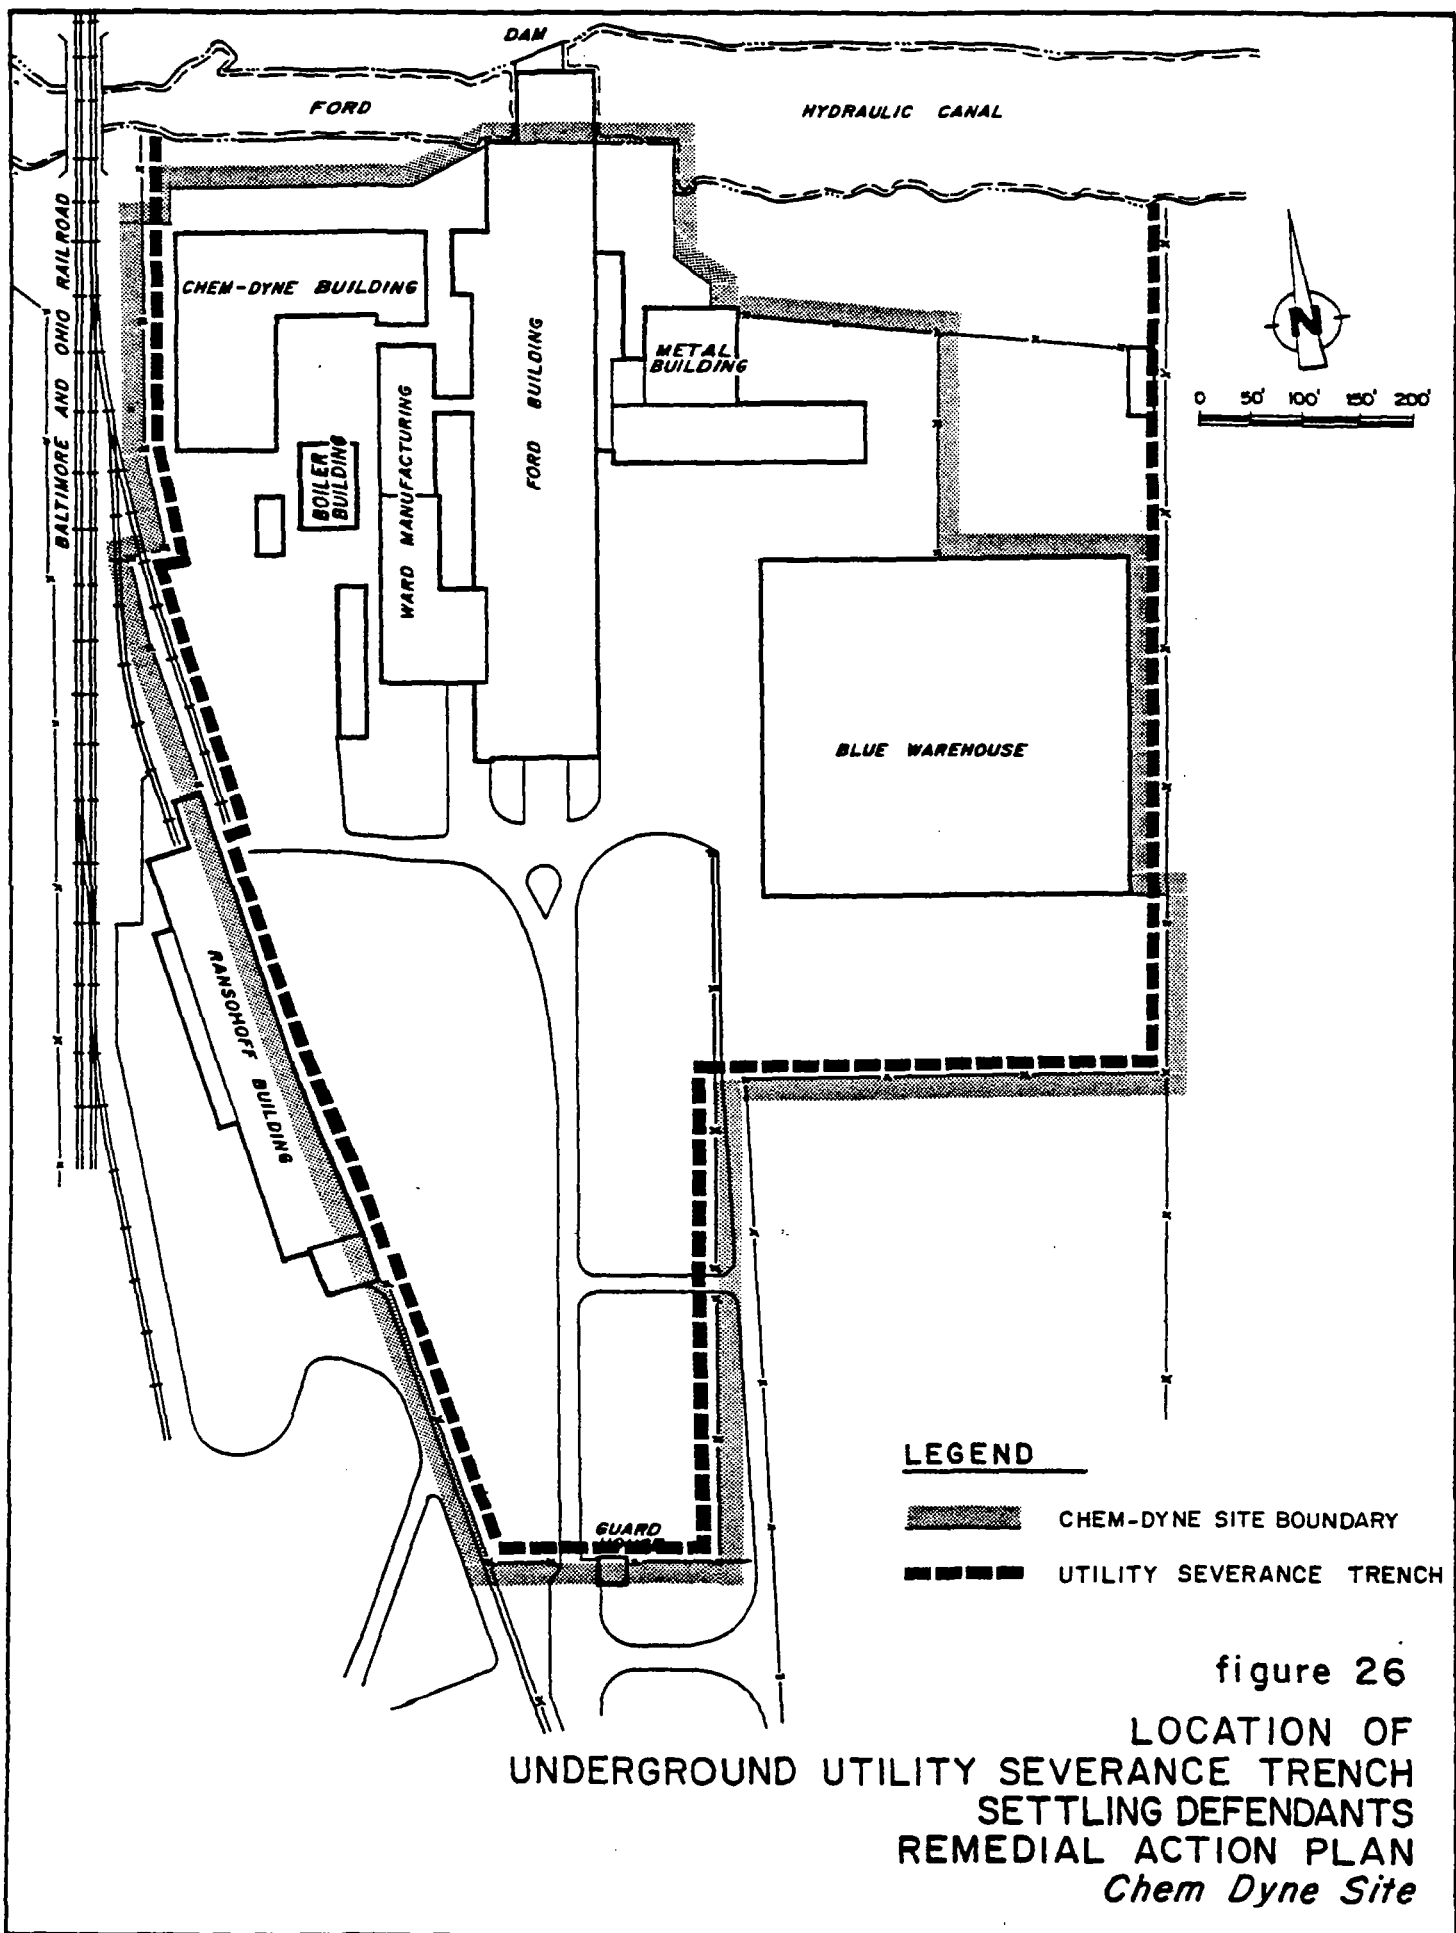 DAM
FORD
HYDRAULIC CANAL
BALTIMORE AND OHIO RAILROAD
CHEM-DYNE BUILDING
FORD BUILDING
METAL
BUILDING
N
0 50' 100' 150' 200'
WARD MANUFACTURING
BOILER
BUILDING
BLUE WAREHOUSE
RANSOHOFF BUILDING
GUARD
LEGEND
CHEM-DYNE SITE BOUNDARY
UTILITY SEVERANCE TRENCH
figure 26
LOCATION OF
UNDERGROUND UTILITY SEVERANCE TRENCH
SETTLING DEFENDANTS
REMEDIAL ACTION PLAN
Chem Dyne Site